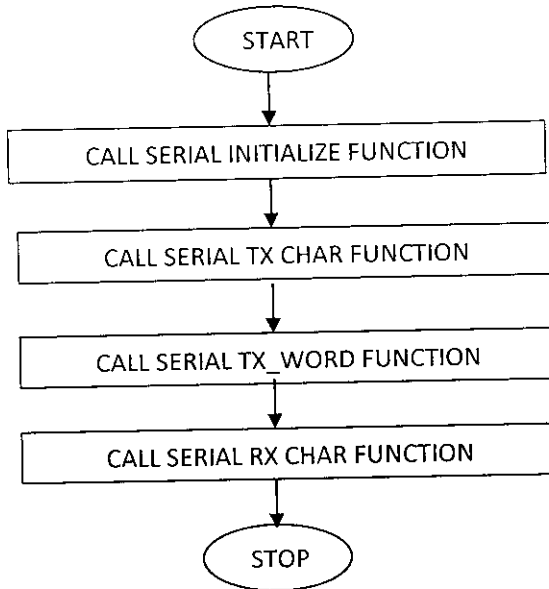 START
CALL SERIAL INITIALIZE FUNCTION
CALL SERIAL TX CHAR FUNCTION
CALL SERIAL TX_WORD FUNCTION
CALL SERIAL RX CHAR FUNCTION
STOP